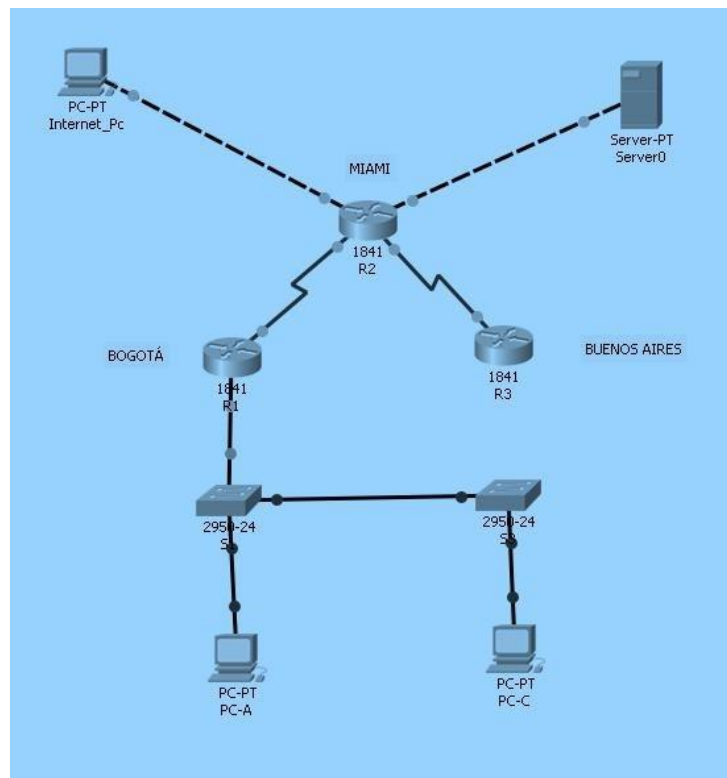 PC-PT
Internet_Pc
Server-PT
Server0
MIAMI
1841
R2
BOGOTÁ
1841
R1
1841
R3
BUENOS AIRES
2950-24
2950-24
PC-PT
PC-A
PC-PT
PC-C